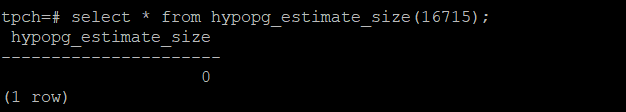 tpch=# select * from hypopg_estimate_size(16715);
 hypopg_estimate_size
----------------------
                    0
(1 row)